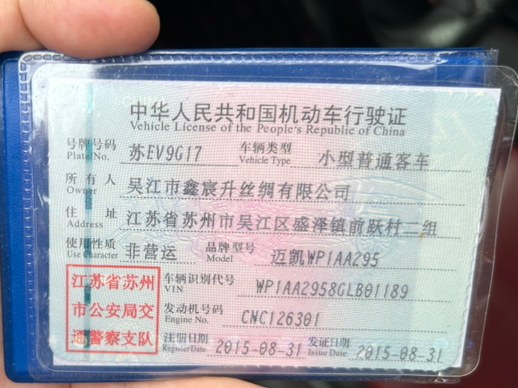 中华人民共和国机动车行驶证
Vehicle License of the People's Republic of China
号牌号码 苏EV9G17 车辆类型 小型普通客车
Plate No. Vehicle Type
所有人 吴江市鑫宸升丝绸有限公司
Owner
住址 江苏省苏州市吴江区盛泽镇前跃村二组
Address
使用性质 非营运 品牌型号 迈凯WP1AA295
Use Character Model
江苏省苏州
市公安局交
通警察支队
车辆识别代号 WP1AA2958GLB01189
VIN
发动机号码 CNC126301
Engine No.
注册日期 2015-08-31 发证日期 2015-08-31
Register Date Issue Date